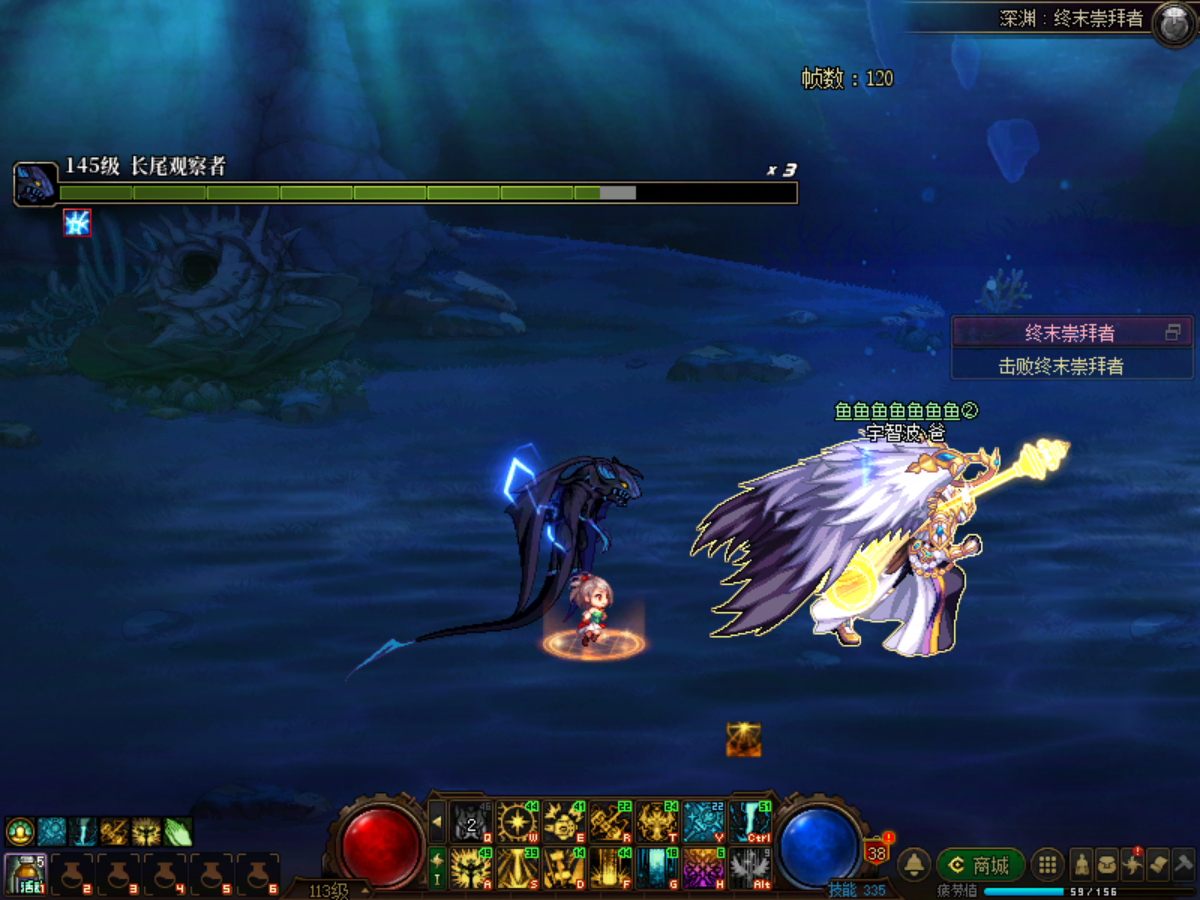 深渊：终末崇拜者
帧数：120
145级 长尾观察者
x 3
终末崇拜者
击败终末崇拜者
鱼鱼鱼鱼鱼鱼鱼②
宇智波 爸
46 44 41 22 24 22 51
2
Q W E R T Y Ctrl
49 39 14 44 18 6 9
A S D F G H Alt
5
1 2 3 4 5 6
113级
技能 335
38
商城
疲劳值
59/156